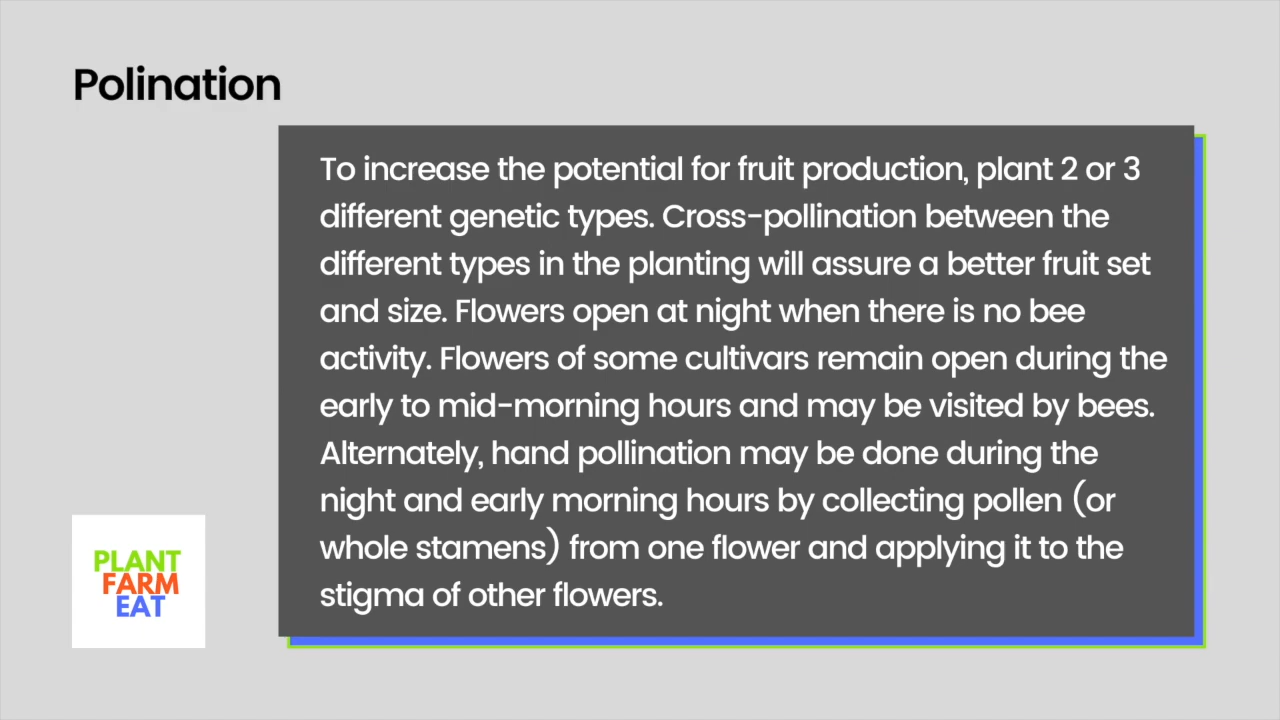 Polination
To increase the potential for fruit production, plant 2 or 3
different genetic types. Cross-pollination between the
different types in the planting will assure a better fruit set
and size. Flowers open at night when there is no bee
activity. Flowers of some cultivars remain open during the
early to mid-morning hours and may be visited by bees.
Alternately, hand pollination may be done during the
night and early morning hours by collecting pollen (or
whole stamens) from one flower and applying it to the
stigma of other flowers.
PLANT
FARM
EAT